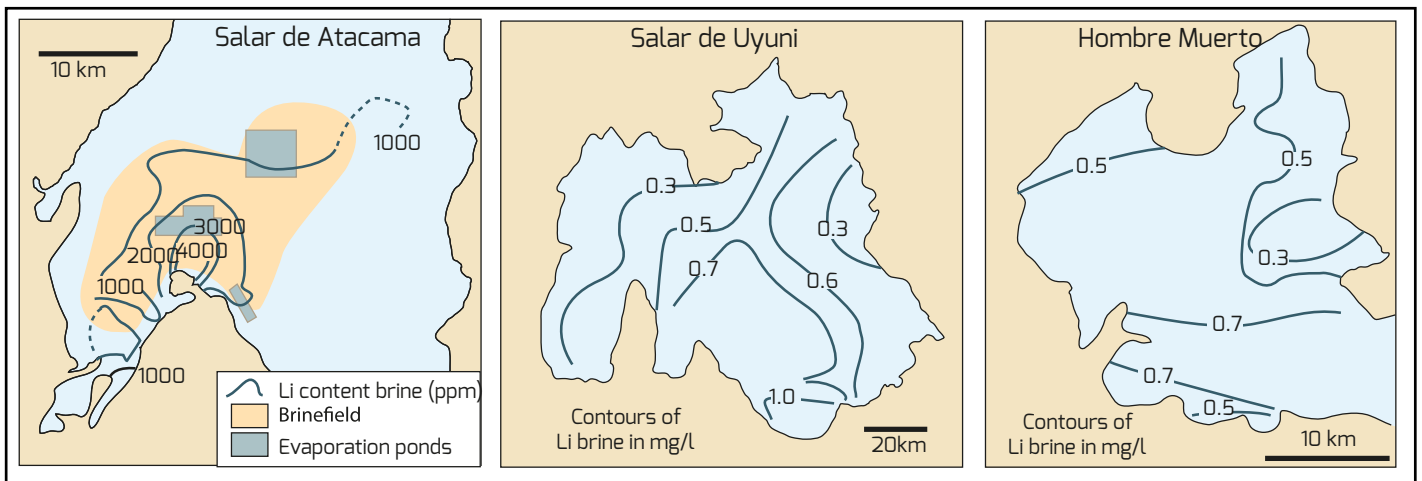 Salar de Atacama
10 km
1000
3000
2000
4000
1000
1000
Li content brine (ppm)
Brinefield
Evaporation ponds
Salar de Uyuni
0.3
0.5
0.3
0.7
0.6
1.0
Contours of
Li brine in mg/l
20km
Hombre Muerto
0.5
0.5
0.3
0.7
0.7
0.5
Contours of
Li brine in mg/l
10 km